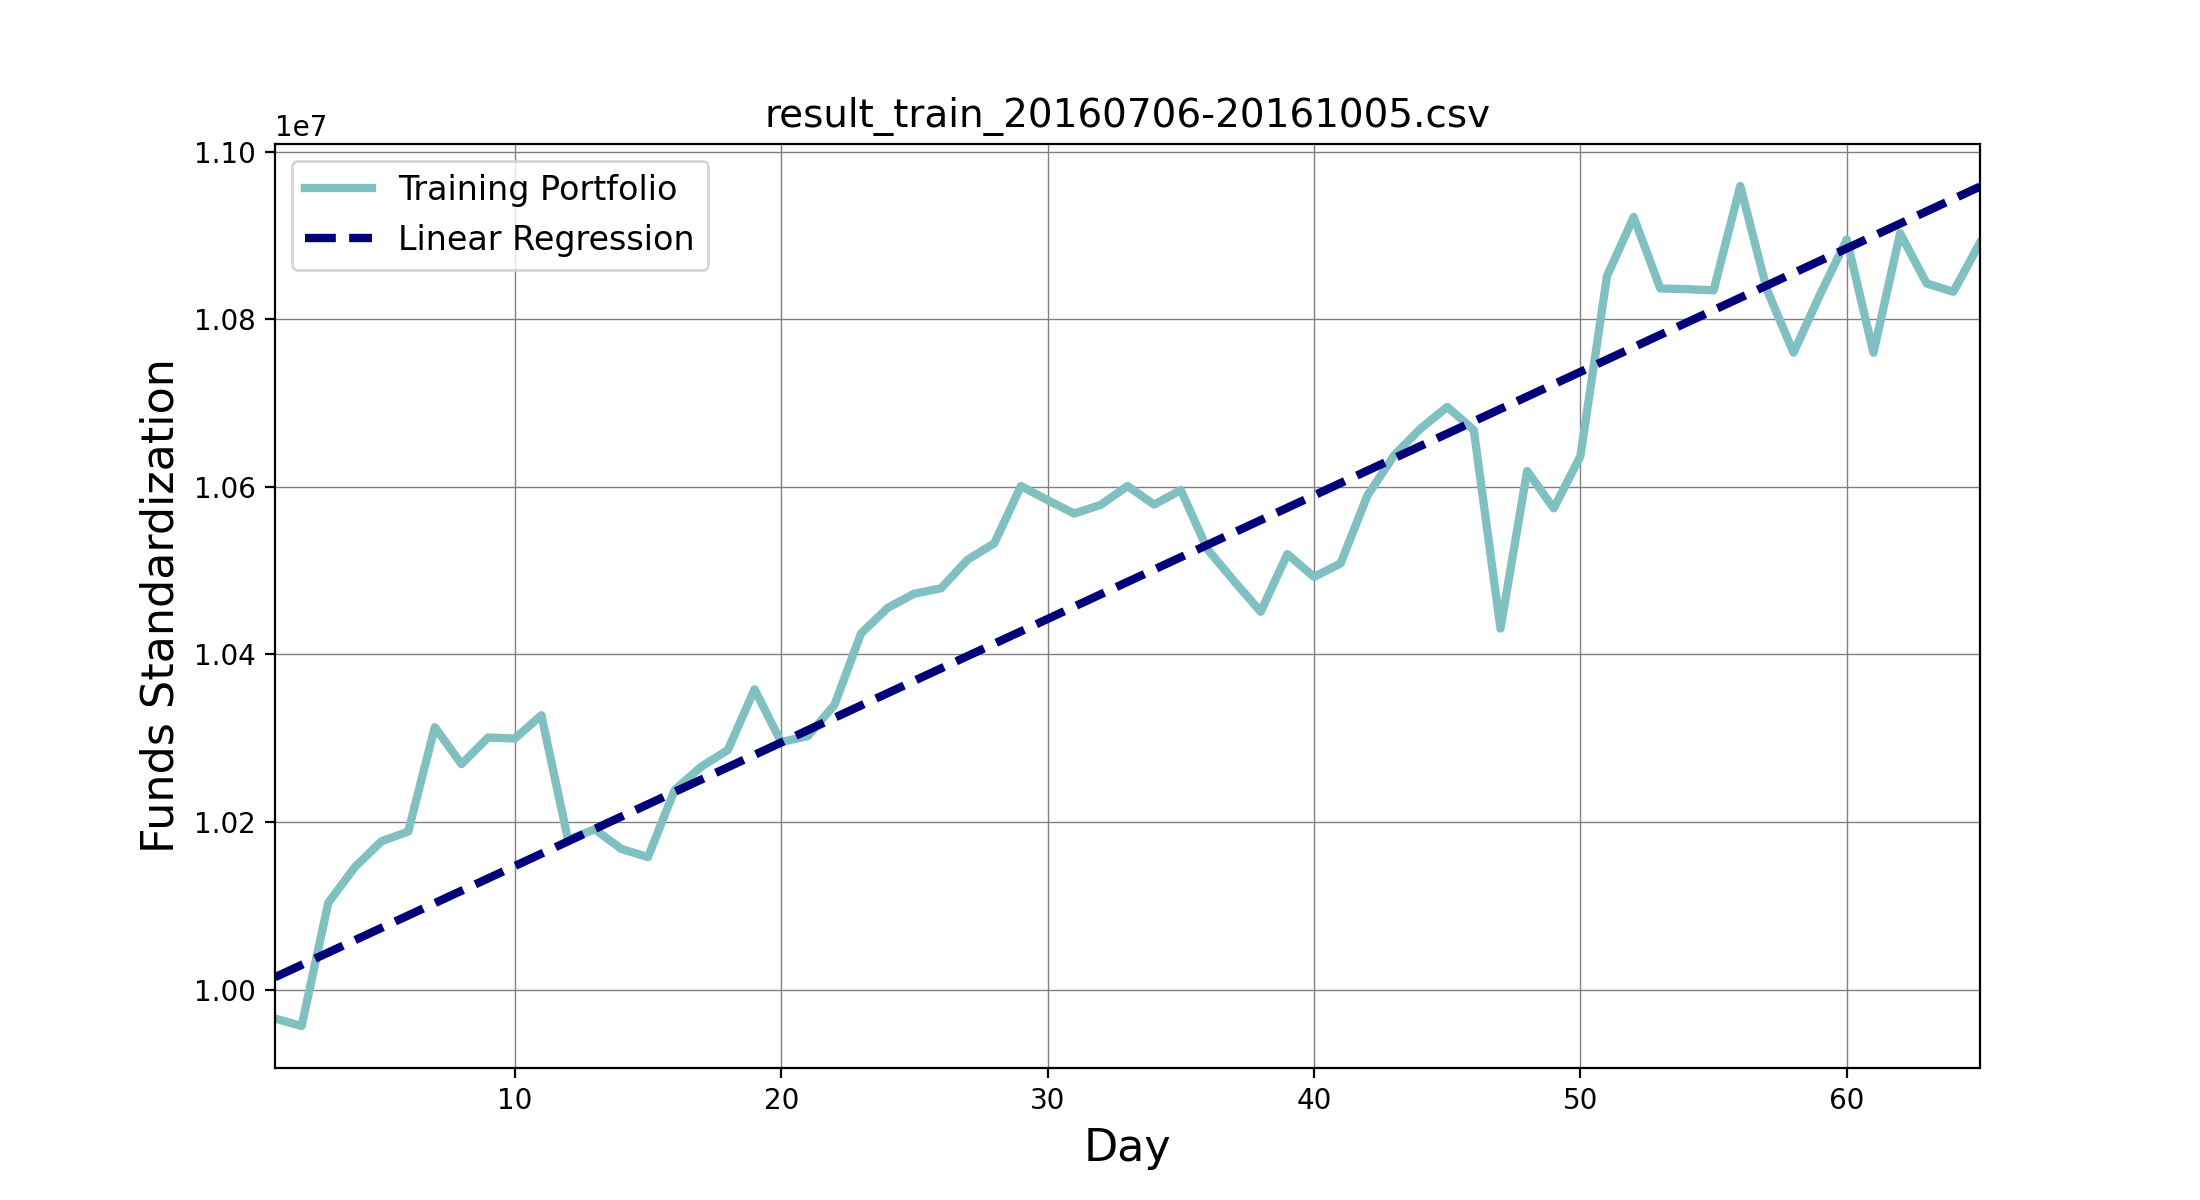 result_train_20160706-20161005.csv
1e7
Training Portfolio
Linear Regression
Funds Standardization
1.10
1.08
1.06
1.04
1.02
1.00
10 20 30 40 50 60
Day